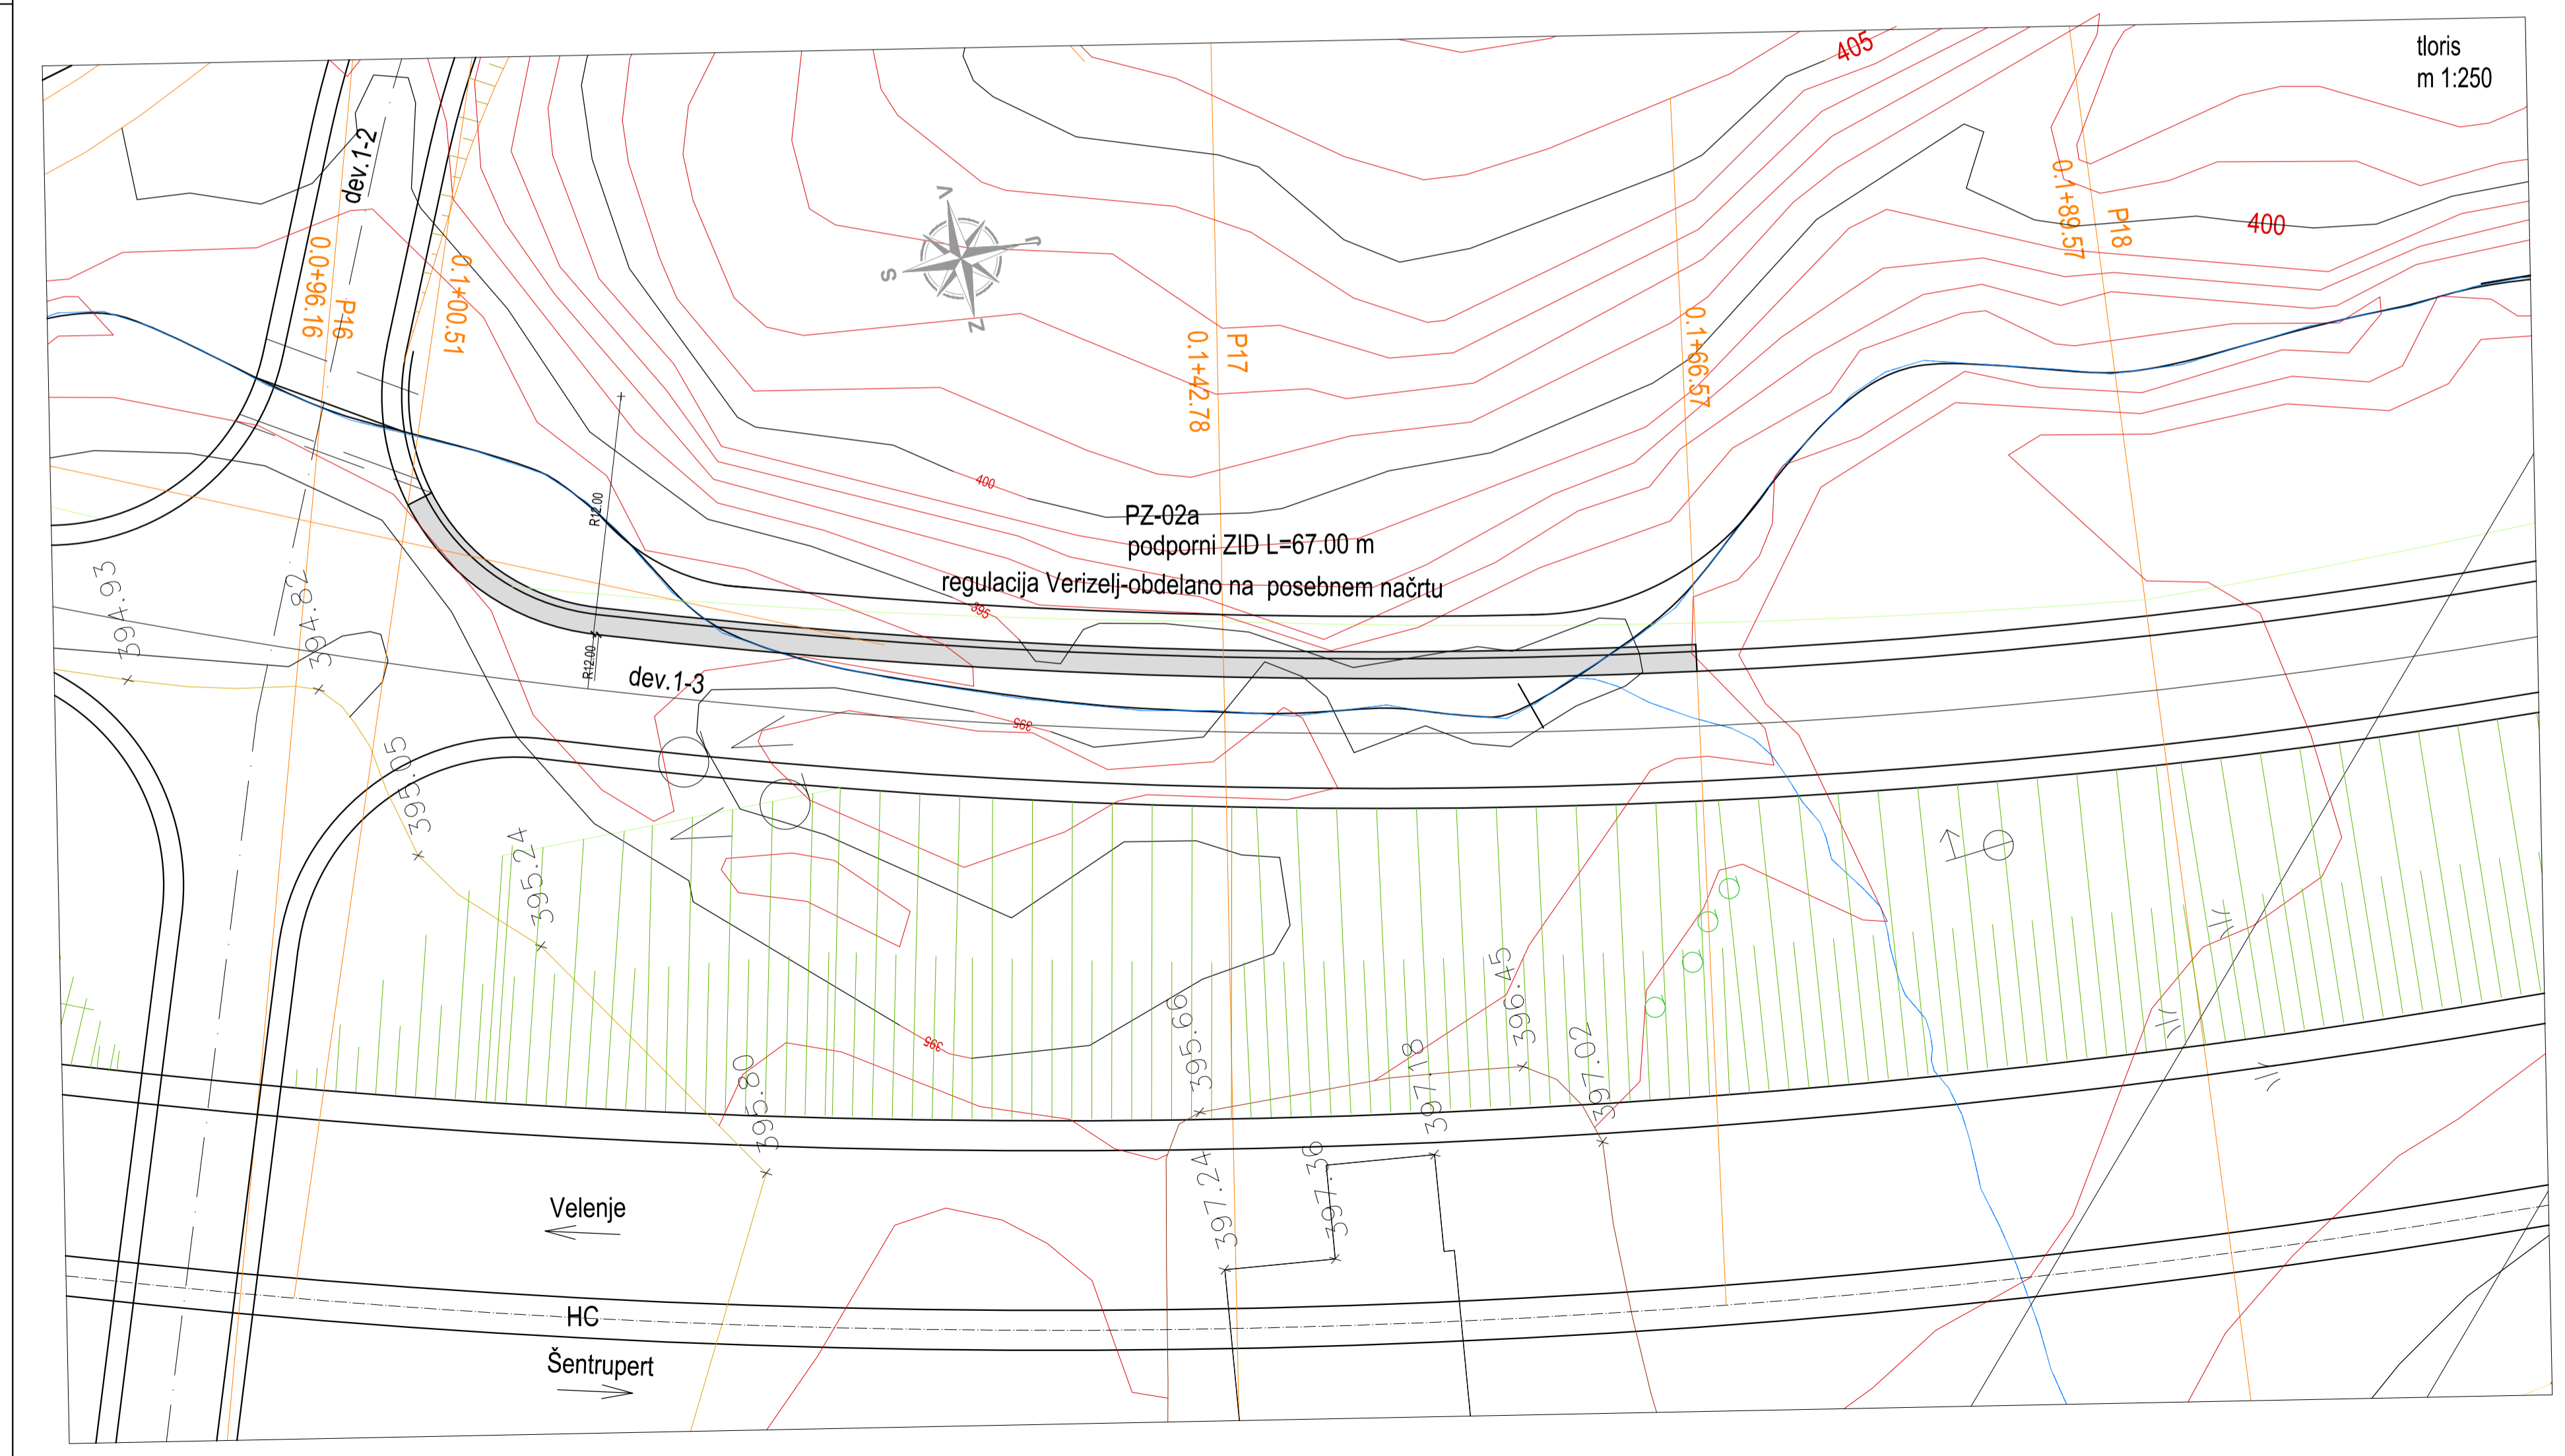 tloris
m 1:250
405
400
dev.1-2
0.0+96.16
P16
0.1+00.51
V
J
S
Z
P17
0.1+42.78
0.1+66.57
0.1+89.57
P18
400
R12.00
PZ-02a
podporni ZID L=67.00 m
regulacija Verizelj-obdelano na posebnem načrtu
395
R12.00
dev.1-3
395
394.93
394.82
395.05
395.24
395.80
395
395.66
396.45
397.18
397.02
397.24
397.36
Velenje
HC
Šentrupert